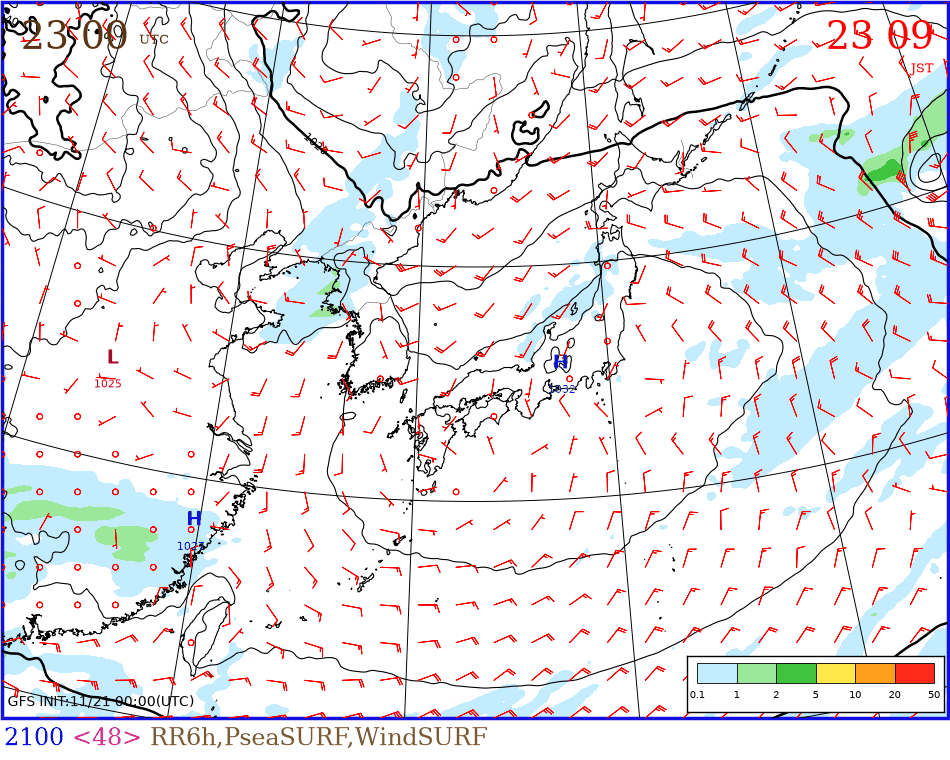 23 00 UTC
23 09
JST
1020
L
1025
H
1032
H
0.1 1 2 5 10 20 50
GFS INIT:11/21 00:00(UTC)
2100 <48> RR6h,PseaSURF,WindSURF